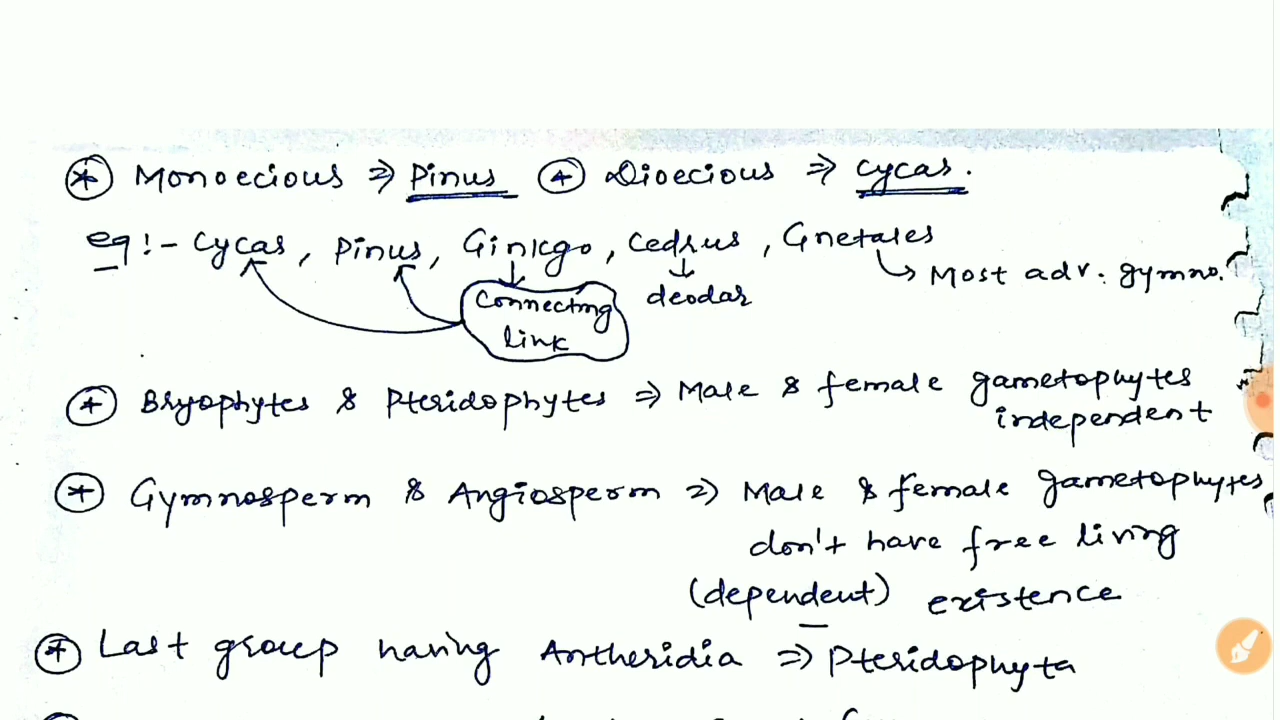 * Monoecious ⇒ Pinus * Dioecious ⇒ Cycas.
eg:- Cycas, Pinus, Ginkgo, Cedrus, Gnetales
Most adv. gymno.
Connecting link
deodar
* Bryophytes & Pteridophytes ⇒ Male & female gametophytes
independent
* Gymnosperm & Angiosperm ⇒ Male & female gametophytes
don't have free living
(dependent) existence
* Last group having Antheridia ⇒ Pteridophyta